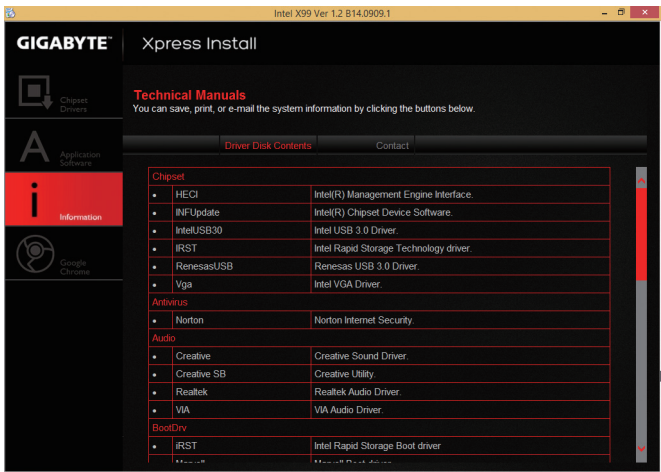 Intel X99 Ver 1.2 B14.0909.1
GIGABYTE™
Xpress Install
Chipset
Drivers
Application
Software
Information
Google
Chrome
Technical Manuals
You can save, print, or e-mail the system information by clicking the buttons below.
Driver Disk Contents Contact
Chipset
• HECI Intel(R) Management Engine Interface.
• INFUpdate Intel(R) Chipset Device Software.
• IntelUSB30 Intel USB 3.0 Driver.
• IRST Intel Rapid Storage Technology driver.
• RenesasUSB Renesas USB 3.0 Driver.
• Vga Intel VGA Driver.
Antivirus
• Norton Norton Internet Security.
Audio
• Creative Creative Sound Driver.
• Creative SB Creative Utility.
• Realtek Realtek Audio Driver.
• VIA VIA Audio Driver.
BootDrv
• iRST Intel Rapid Storage Boot driver